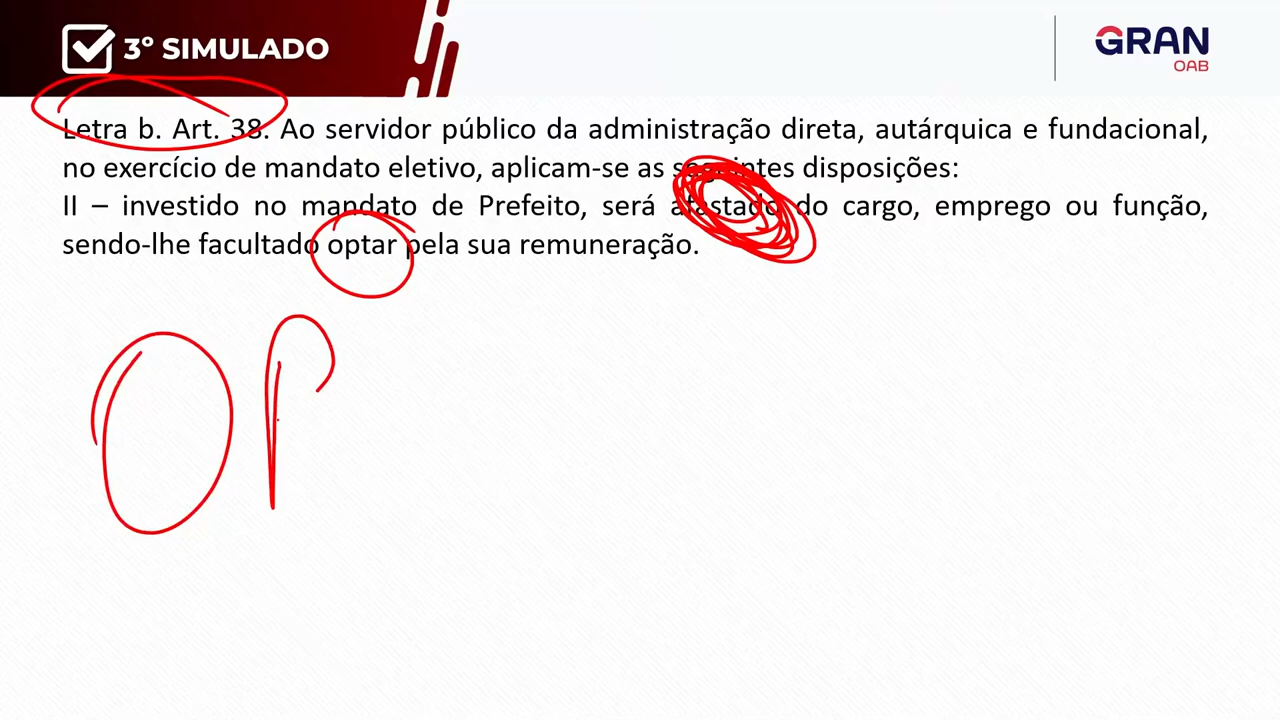 3º SIMULADO
GRAN
OAB
Letra b. Art. 38. Ao servidor público da administração direta, autárquica e fundacional,
no exercício de mandato eletivo, aplicam-se as seguintes disposições:
II – investido no mandato de Prefeito, será afastado do cargo, emprego ou função,
sendo-lhe facultado optar pela sua remuneração.
OP